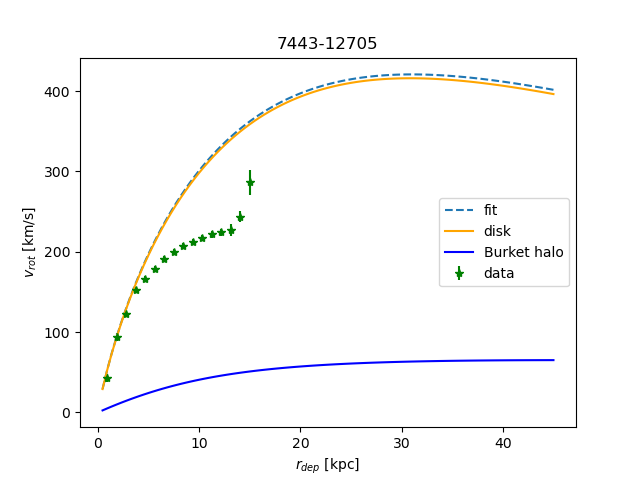 7443-12705
400
300
200
100
0
v_rot [km/s]
fit
disk
Burket halo
data
0 10 20 30 40
r_dep [kpc]